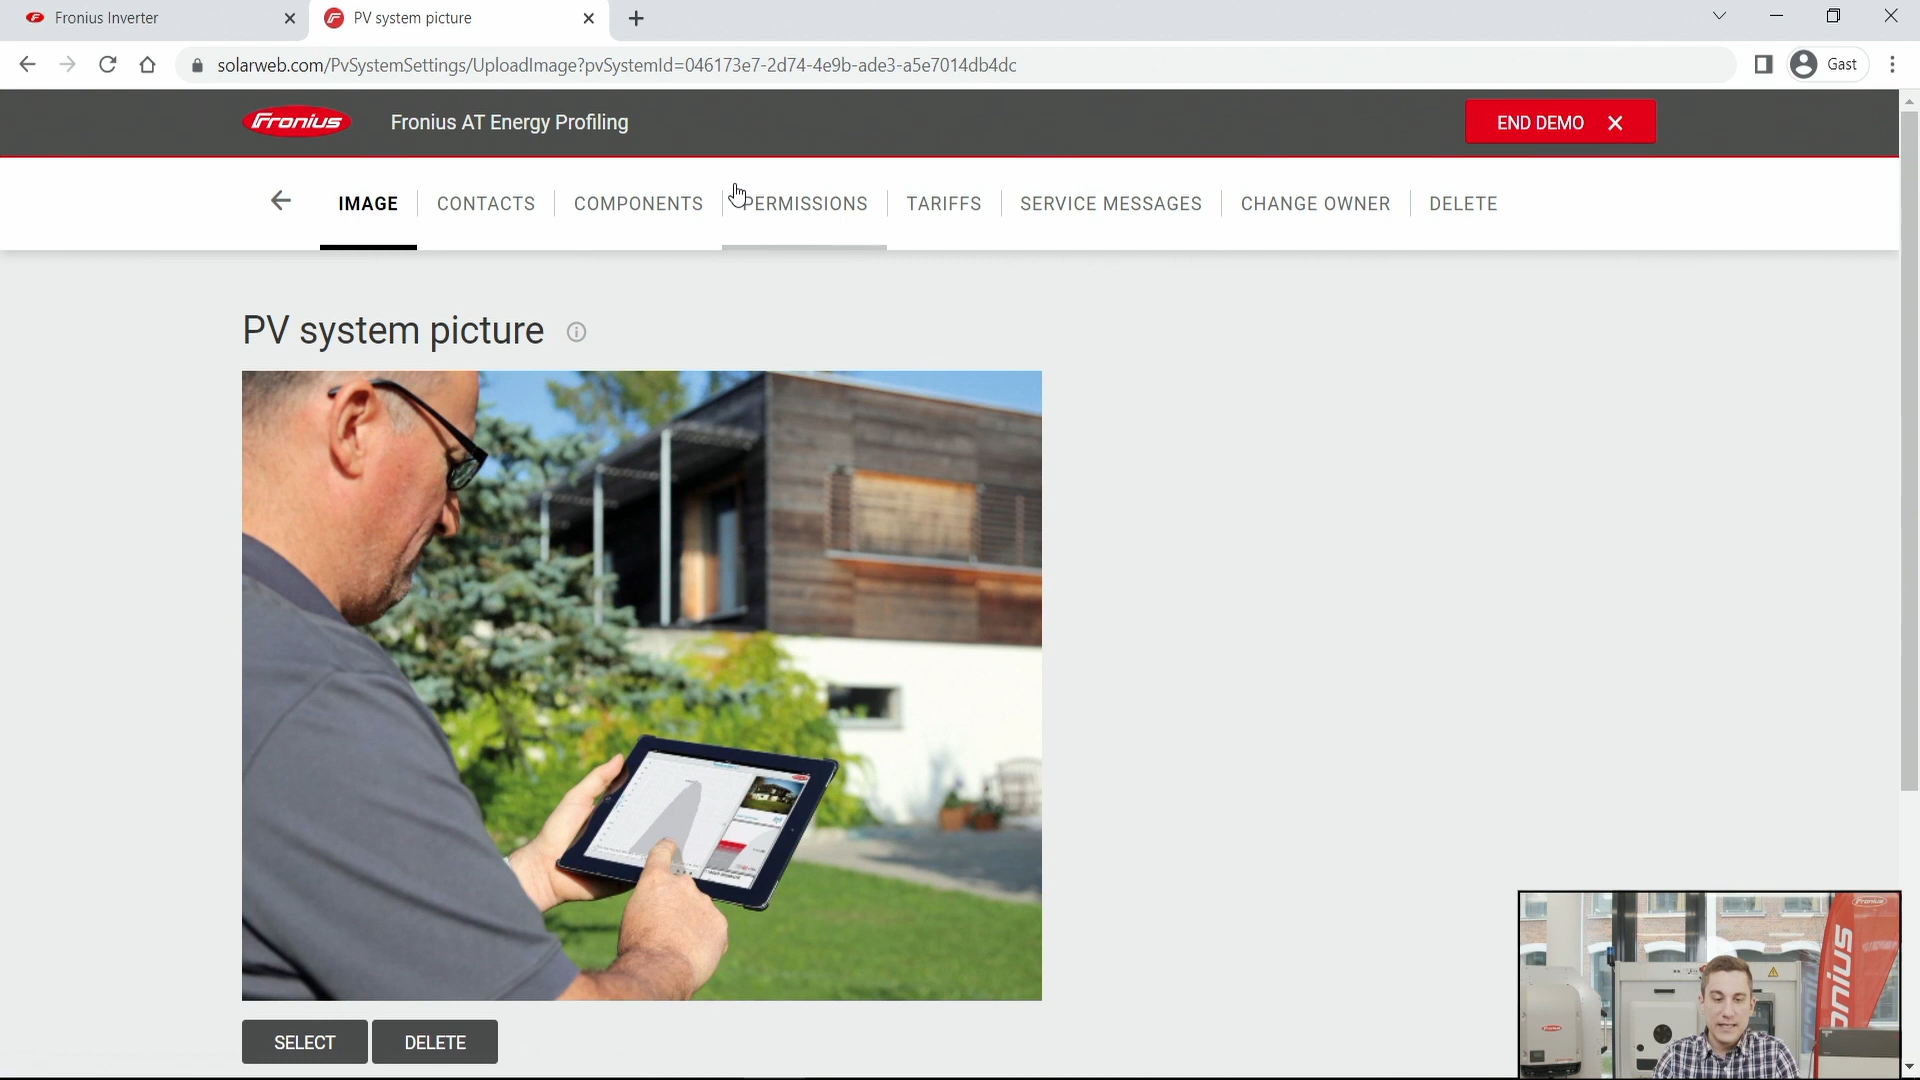 Fronius Inverter
PV system picture
solarweb.com/PvSystemSettings/UploadImage?pvSystemId=046173e7-2d74-4e9b-ade3-a5e7014db4dc
Gast
Fronius
Fronius AT Energy Profiling
END DEMO
IMAGE
CONTACTS
COMPONENTS
PERMISSIONS
TARIFFS
SERVICE MESSAGES
CHANGE OWNER
DELETE
PV system picture
SELECT
DELETE
Fronius